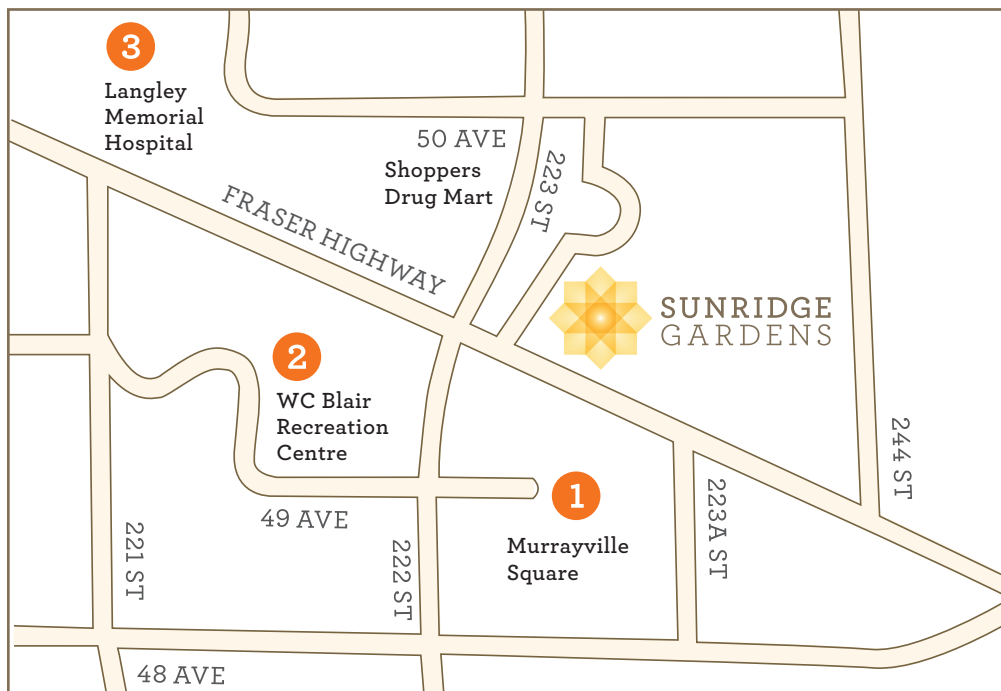 3
Langley
Memorial
Hospital
50 AVE
Shoppers
Drug Mart
223 ST
FRASER HIGHWAY
SUNRIDGE
GARDENS
2
WC Blair
Recreation
Centre
244 ST
1
49 AVE
223A ST
221 ST
222 ST
Murrayville
Square
48 AVE